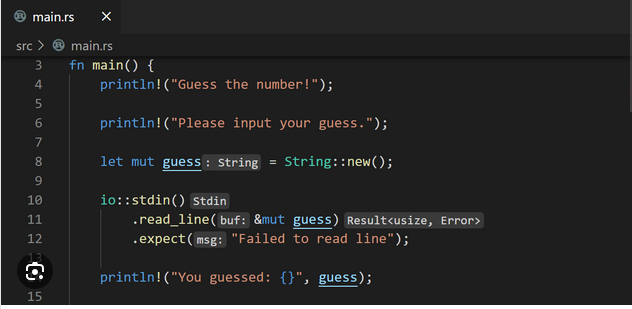 main.rs ×
src > main.rs
3 fn main() {
4 println!("Guess the number!");
5
6 println!("Please input your guess.");
7
8 let mut guess: String = String::new();
9
10 io::stdin() Stdin
11 .read_line(buf: &mut guess) Result<usize, Error>
12 .expect(msg: "Failed to read line");
println!("You guessed: {}", guess);
15